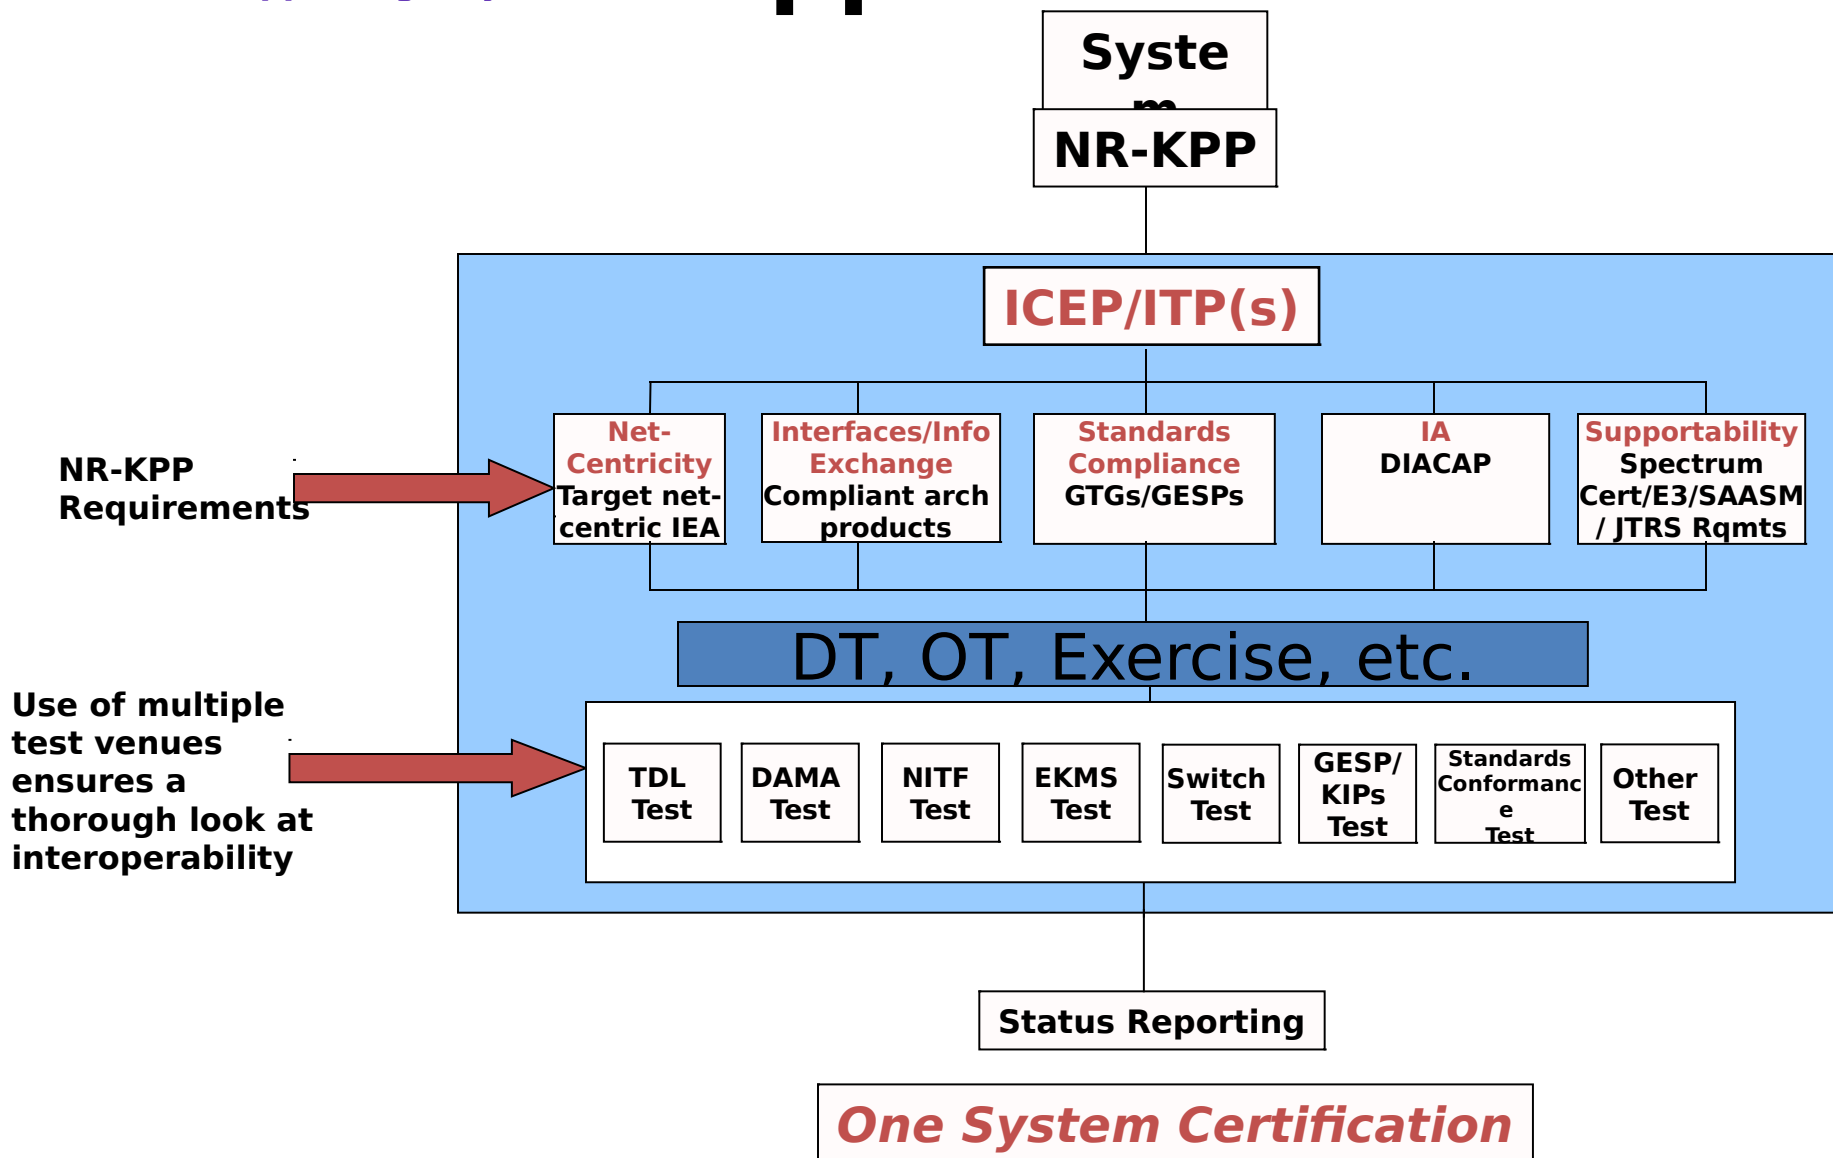 Syste
m
NR-KPP
ICEP/ITP(s)
Net-
Centricity
Target net-
centric IEA
Interfaces/Info
Exchange
Compliant arch
products
Standards
Compliance
GTGs/GESPs
IA
DIACAP
Supportability
Spectrum
Cert/E3/SAASM
/ JTRS Rqmts
NR-KPP
Requirements
DT, OT, Exercise, etc.
Use of multiple
test venues
ensures a
thorough look at
interoperability
TDL
Test
DAMA
Test
NITF
Test
EKMS
Test
Switch
Test
GESP/
KIPs
Test
Standards
Conformanc
e
Test
Other
Test
Status Reporting
One System Certification